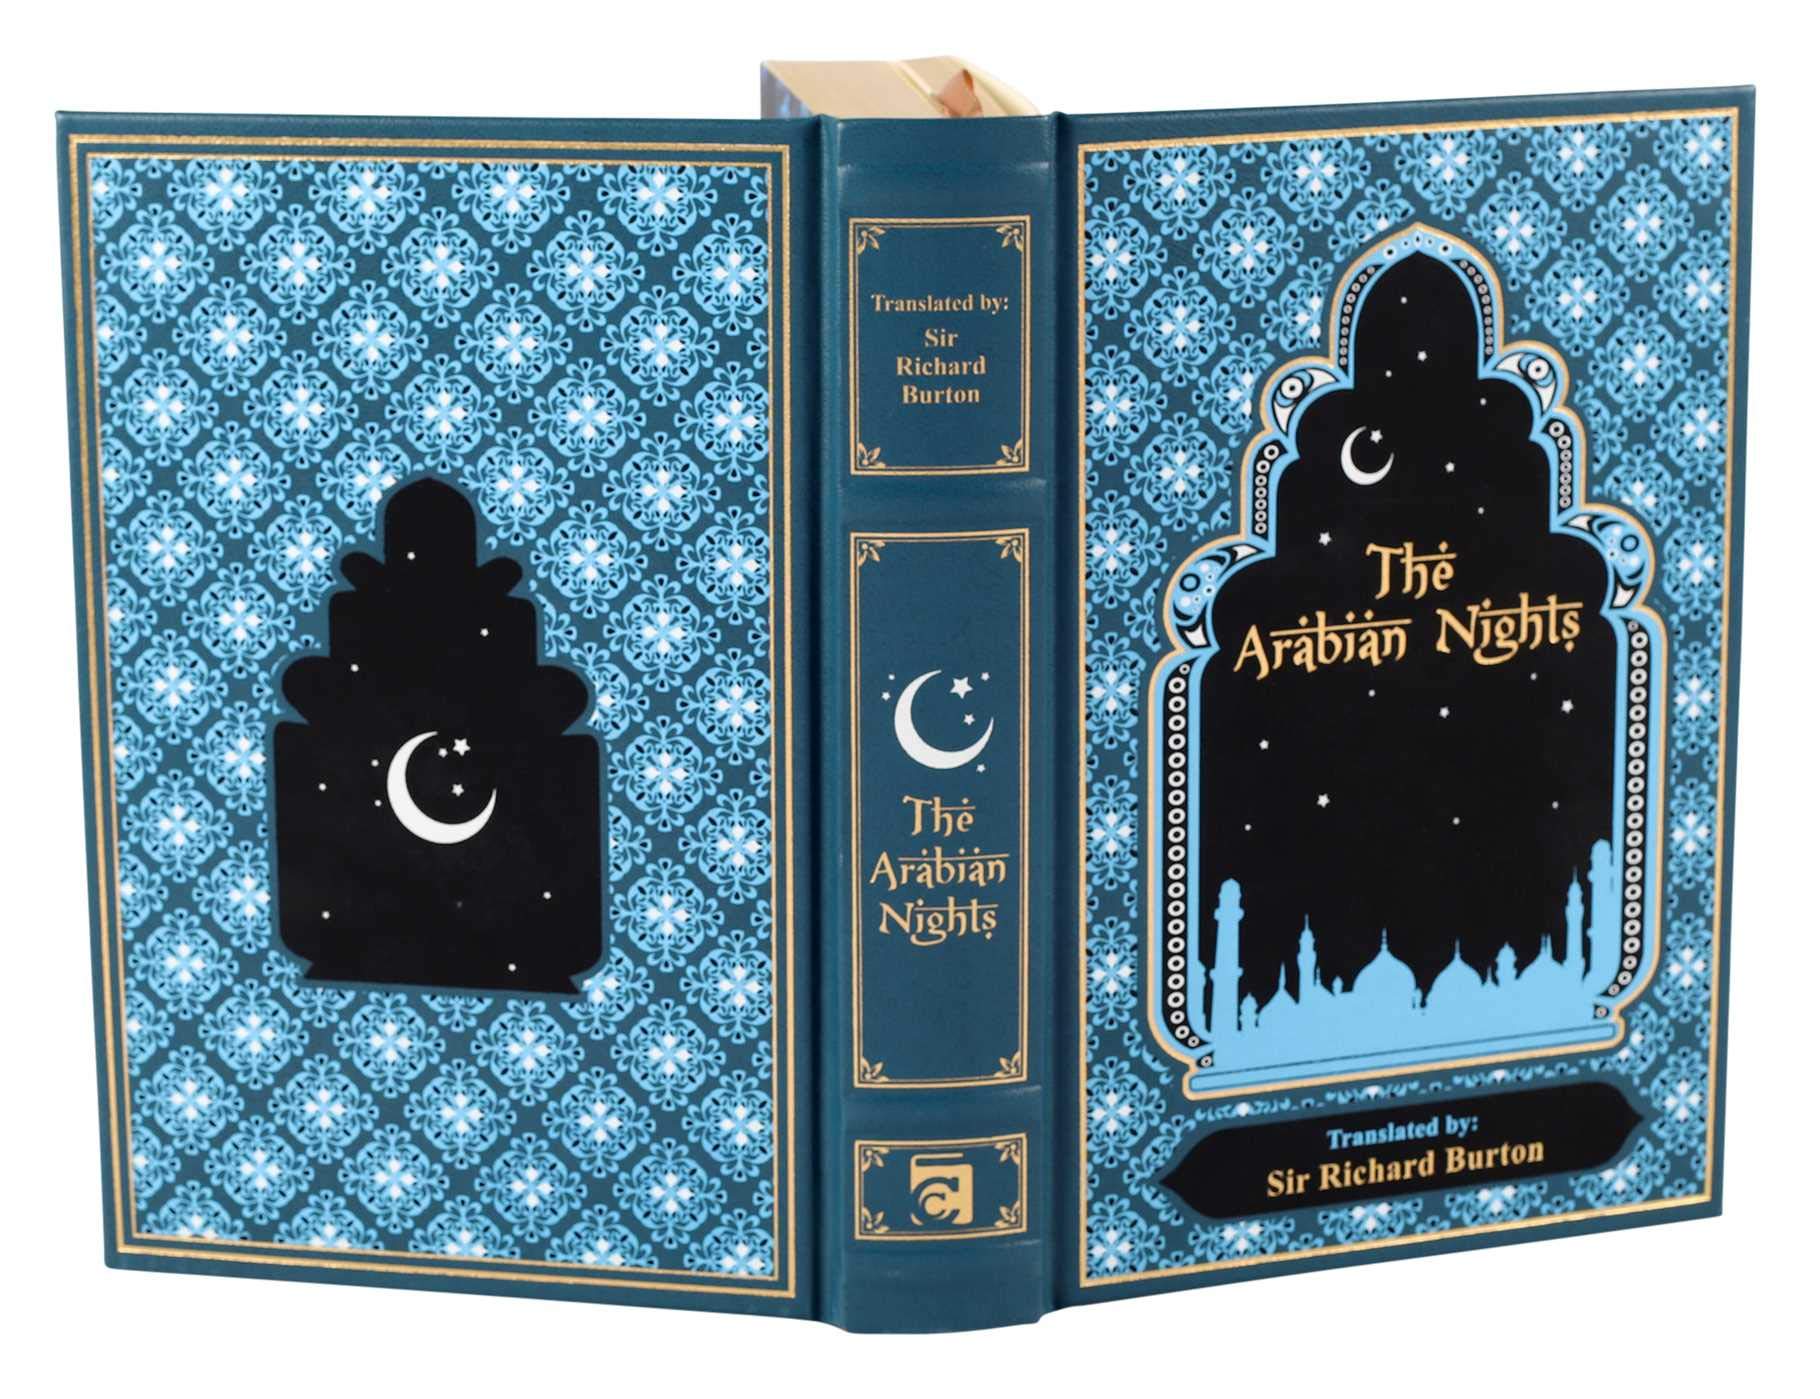 Translated by:
Sir
Richard
Burton
The
Arabian
Nights
The
Arabian Nights
Translated by:
Sir Richard Burton